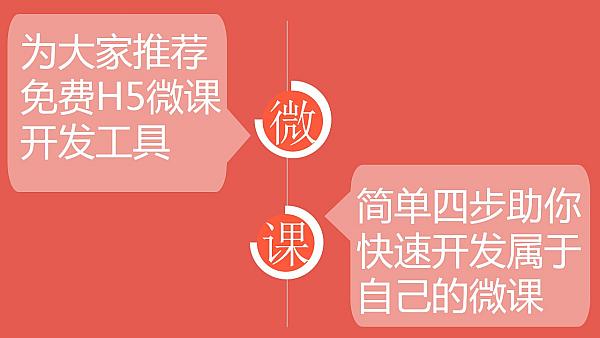 为大家推荐
免费H5微课
开发工具
微
课
简单四步助你
快速开发属于
自己的微课